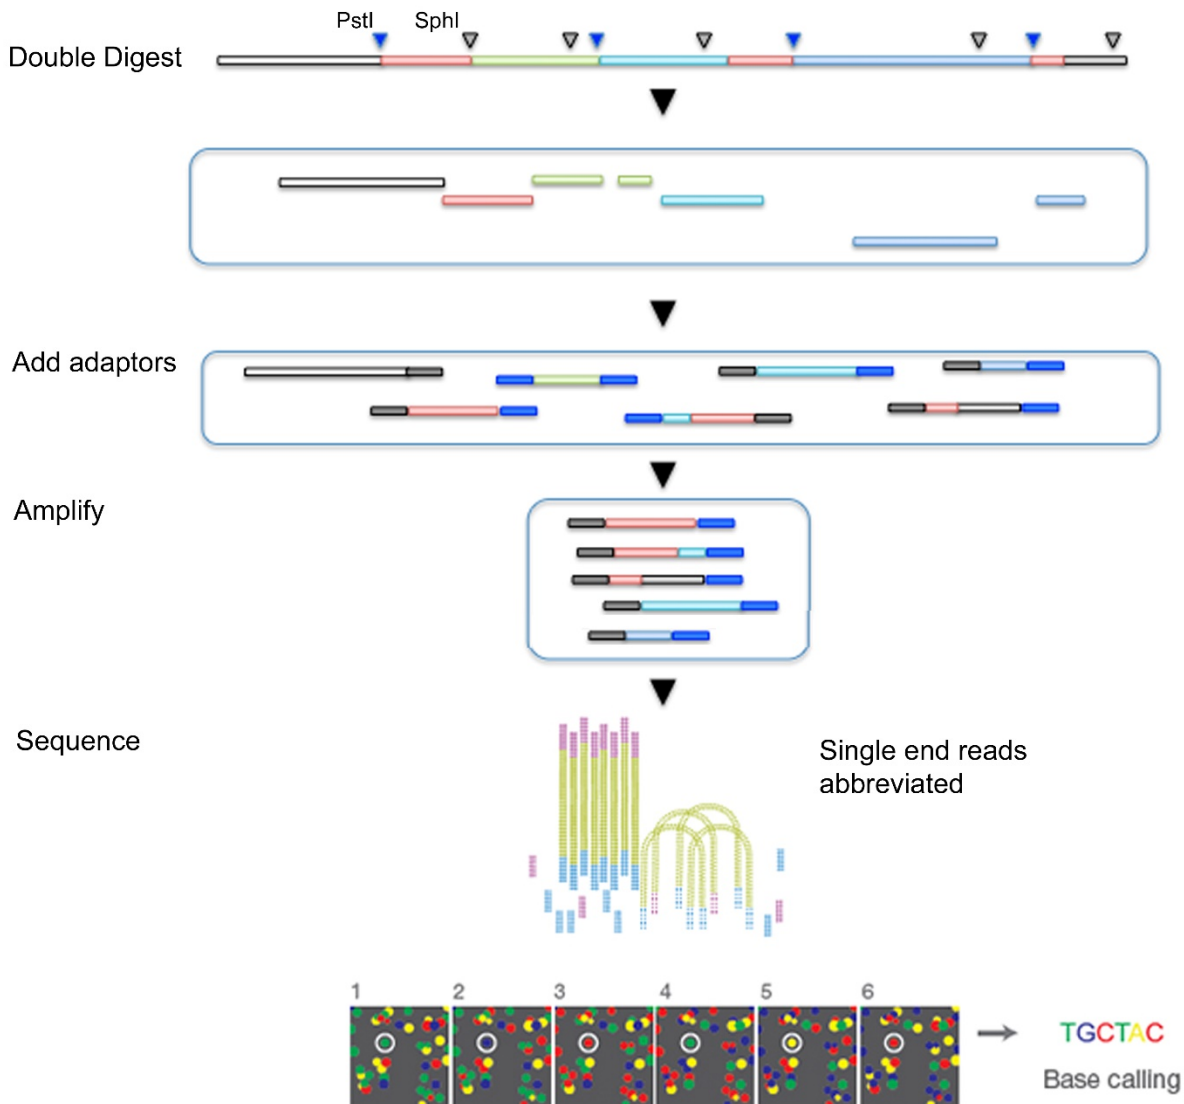 PstI SphI
Double Digest
Add adaptors
Amplify
Sequence
Single end reads
abbreviated
1 2 3 4 5 6
TGCTAC
Base calling